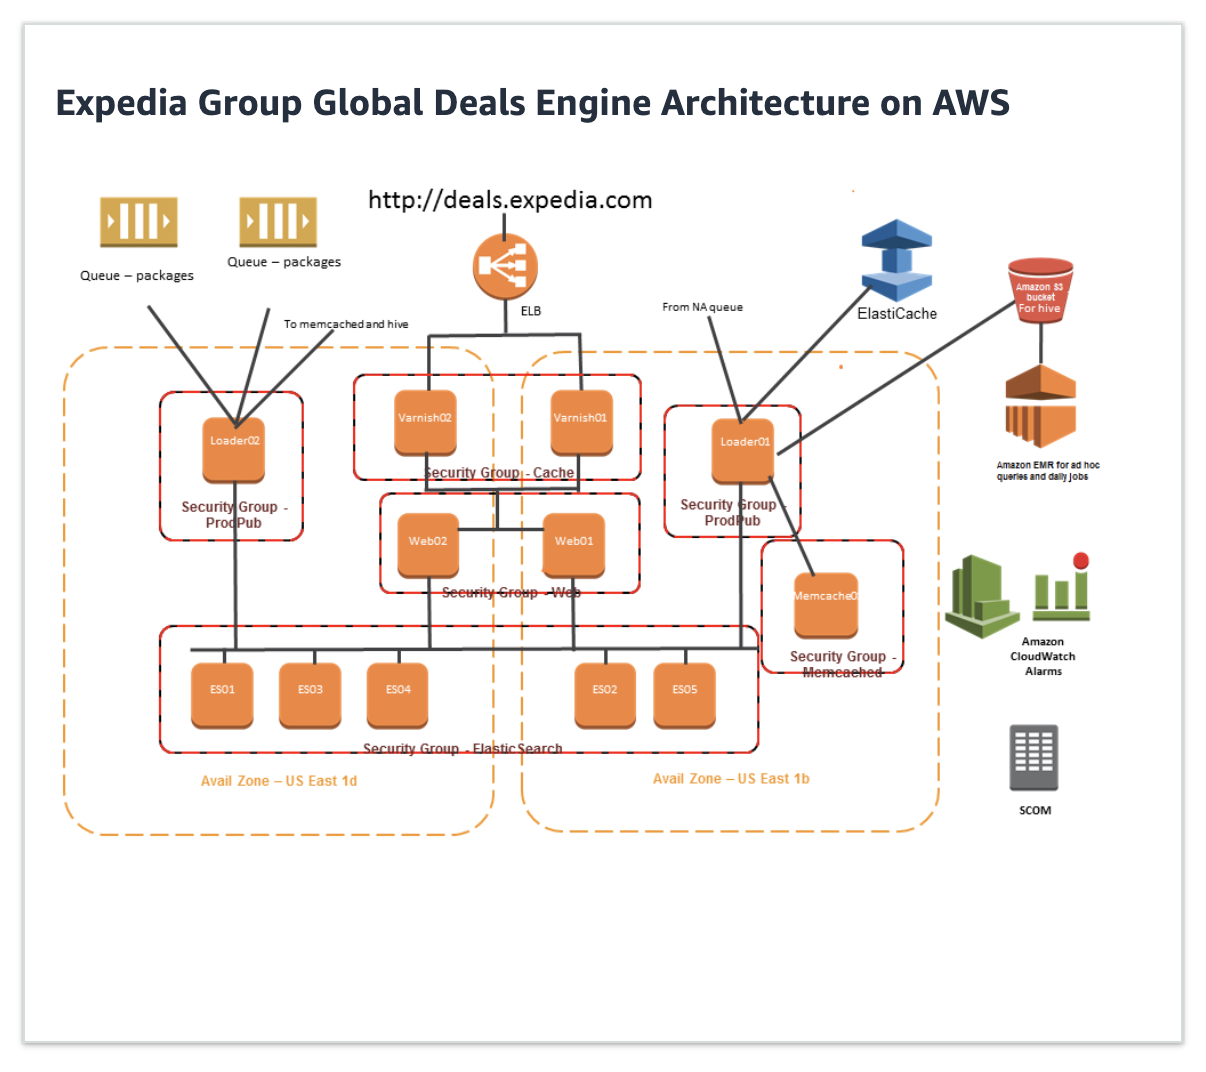 Expedia Group Global Deals Engine Architecture on AWS
http://deals.expedia.com
Queue – packages
Queue – packages
ELB
To memcached and hive
From NA queue
ElastiCache
Amazon S3
bucket
For hive
Varnish02
Varnish01
Loader02
Loader01
Security Group - Cache
Amazon EMR for ad hoc
queries and daily jobs
Security Group -
ProdPub
Security Group -
ProdPub
Web02
Web01
Security Group - Web
Memcache0
Security Group -
Memcached
Amazon
CloudWatch
Alarms
ES01
ES03
ES04
ES02
ES05
Security Group - ElasticSearch
Avail Zone – US East 1d
Avail Zone – US East 1b
SCOM